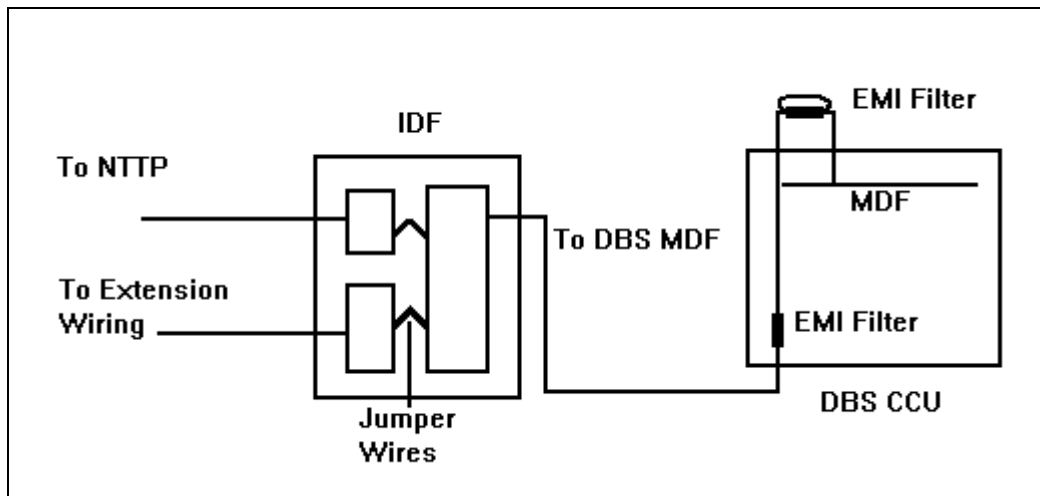 EMI Filter
IDF
To NTTP
MDF
To DBS MDF
To Extension
Wiring
EMI Filter
DBS CCU
Jumper
Wires